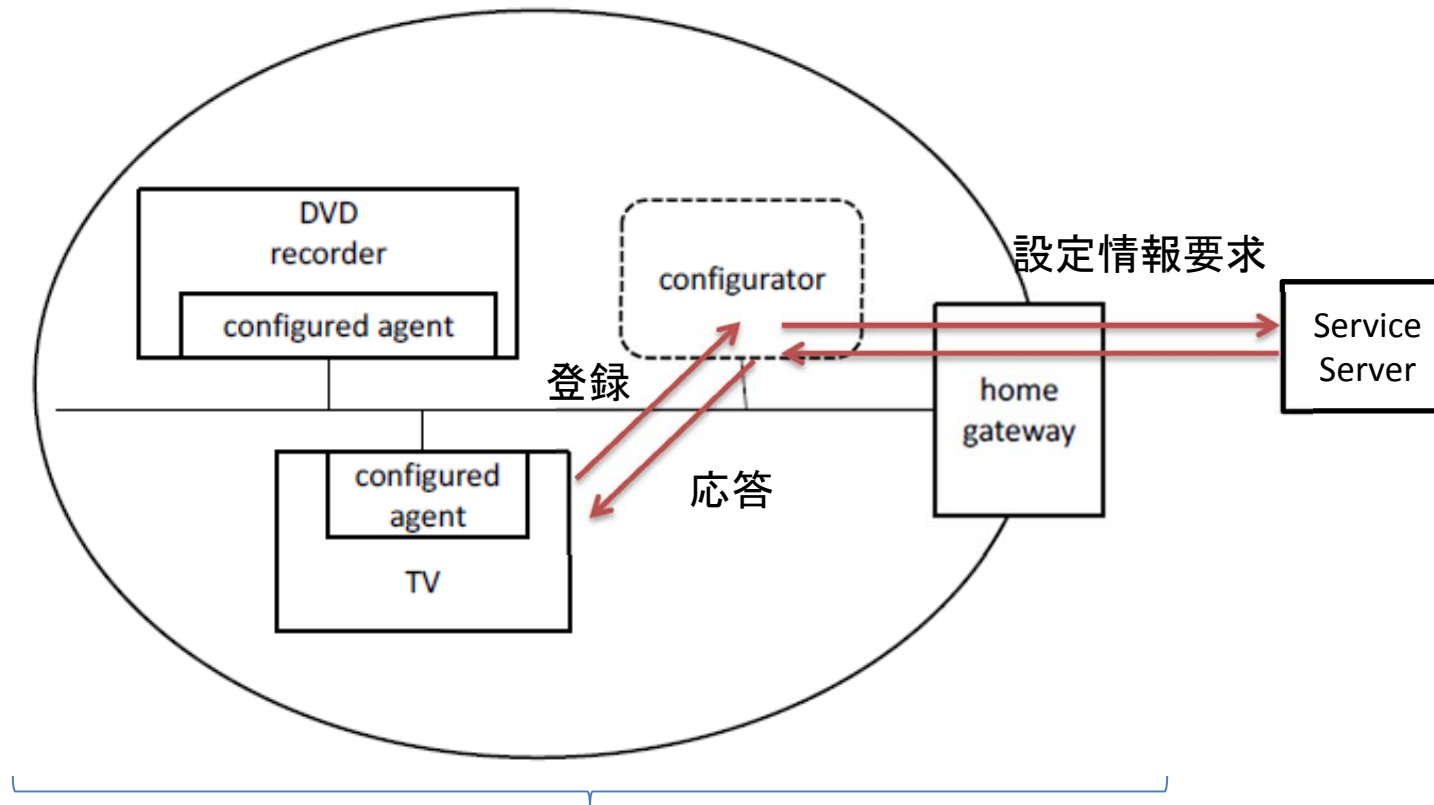 DVD
recorder
configured agent
configurator
設定情報要求
Service
Server
登録
home
gateway
configured
agent
応答
TV